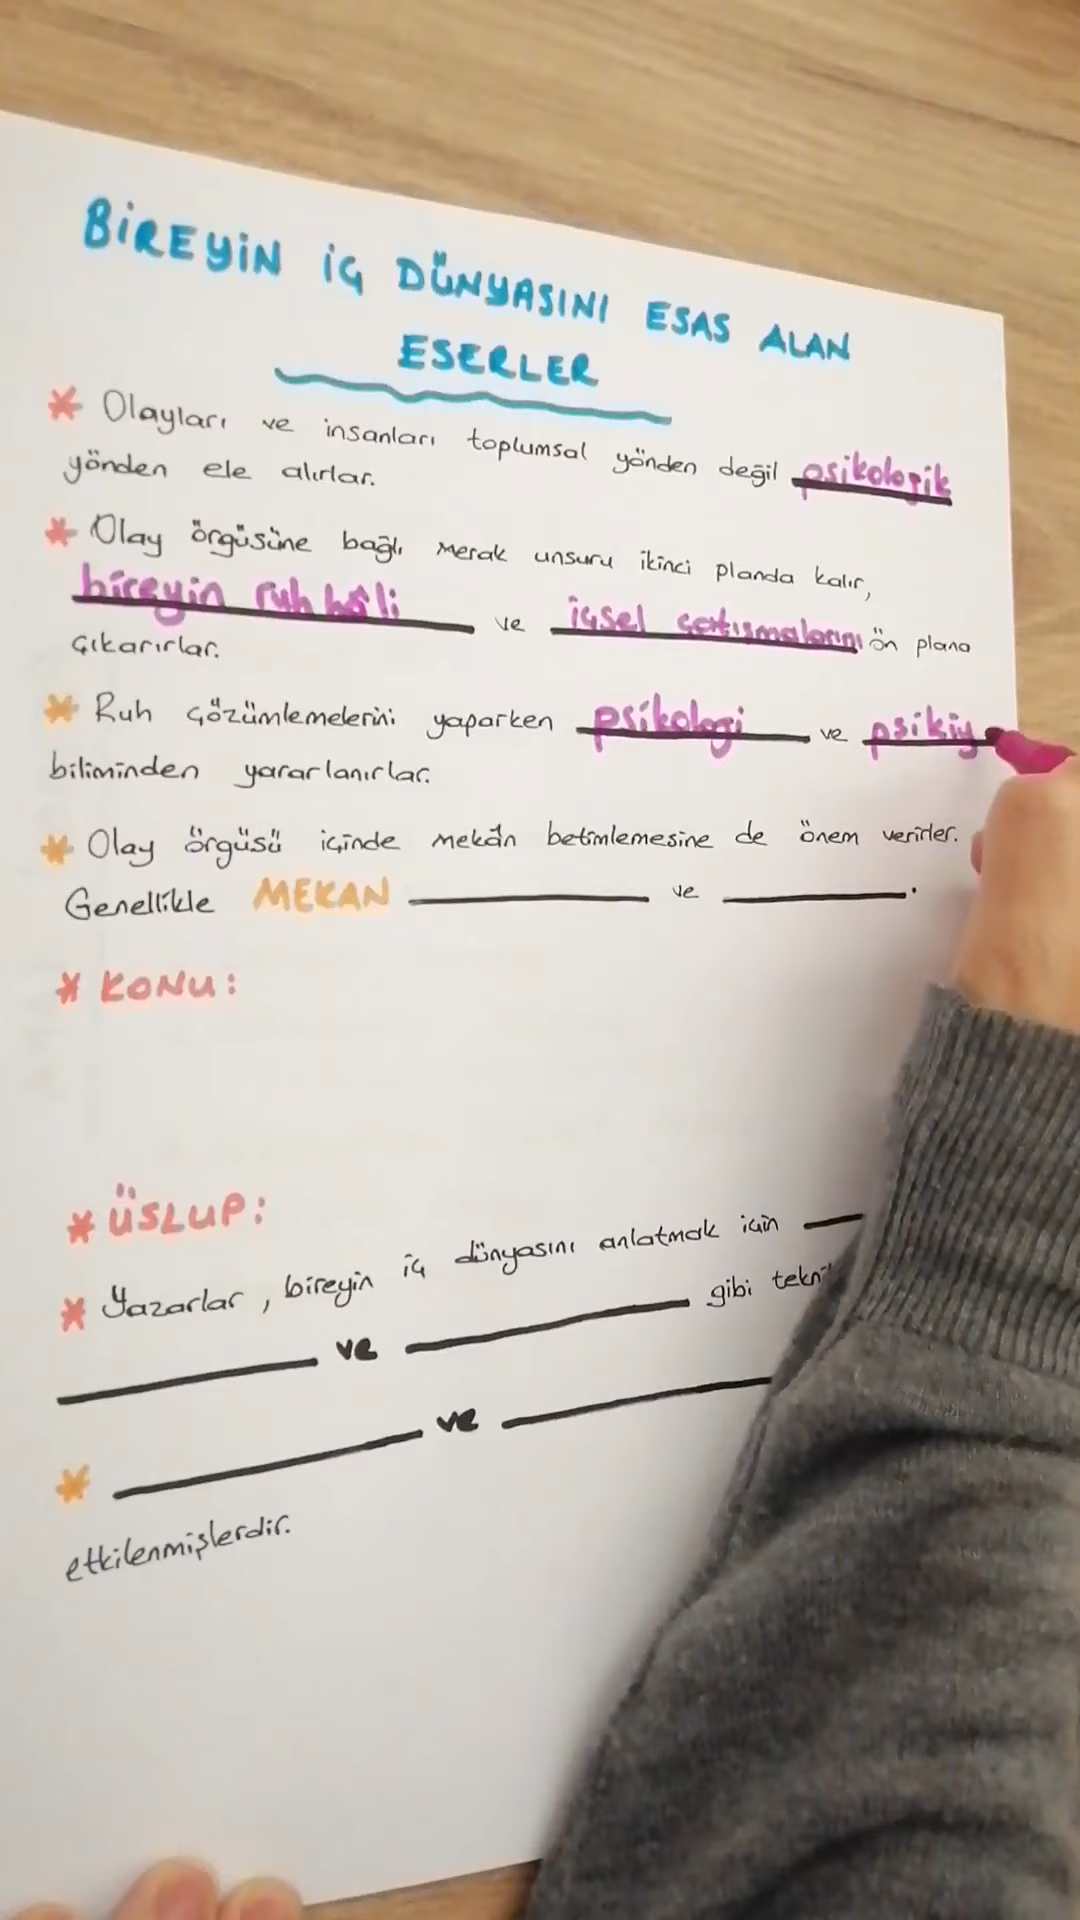 BİREYİN İÇ DÜNYASINI ESAS ALAN
ESERLER
* Olayları ve insanları toplumsal yönden değil psikolojik
yönden ele alırlar.
* Olay örgüsüne bağlı merak unsuru ikinci planda kalır,
bireyin ruh hâli ve içsel çatışmalarını ön plana
çıkarırlar.
* Ruh çözümlemelerini yaparken psikoloji ve psikiy
biliminden yararlanırlar.
* Olay örgüsü içinde mekân betimlemesine de önem verirler.
Genellikle MEKAN ve .
* KONU:
* ÜSLUP:
* Yazarlar, bireyin iç dünyasını anlatmak için
ve gibi tekni
* ve
etkilenmişlerdir.